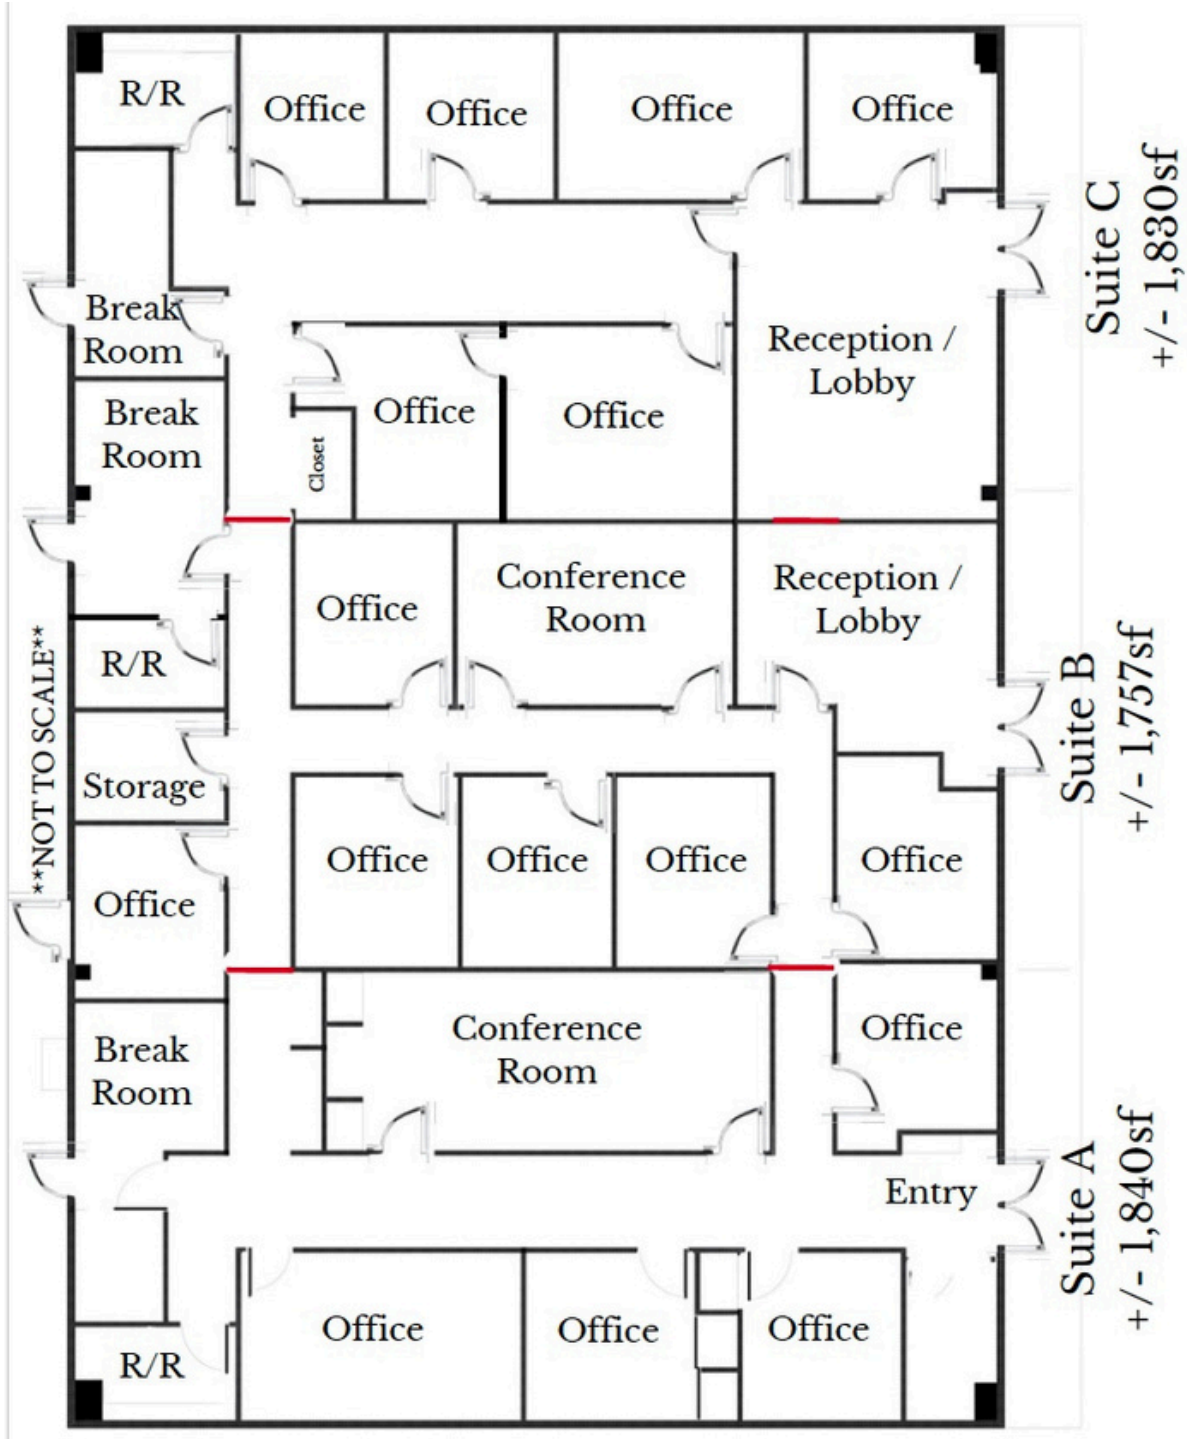 R/R
Office
Office
Office
Office
Suite C
+/- 1,830sf
Break
Room
Reception /
Lobby
Break
Room
Closet
Office
Office
Office
Conference
Room
Reception /
Lobby
**NOT TO SCALE**
R/R
Storage
Suite B
+/- 1,757sf
Office
Office
Office
Office
Office
Break
Room
Conference
Room
Office
Entry
Suite A
+/- 1,840sf
R/R
Office
Office
Office